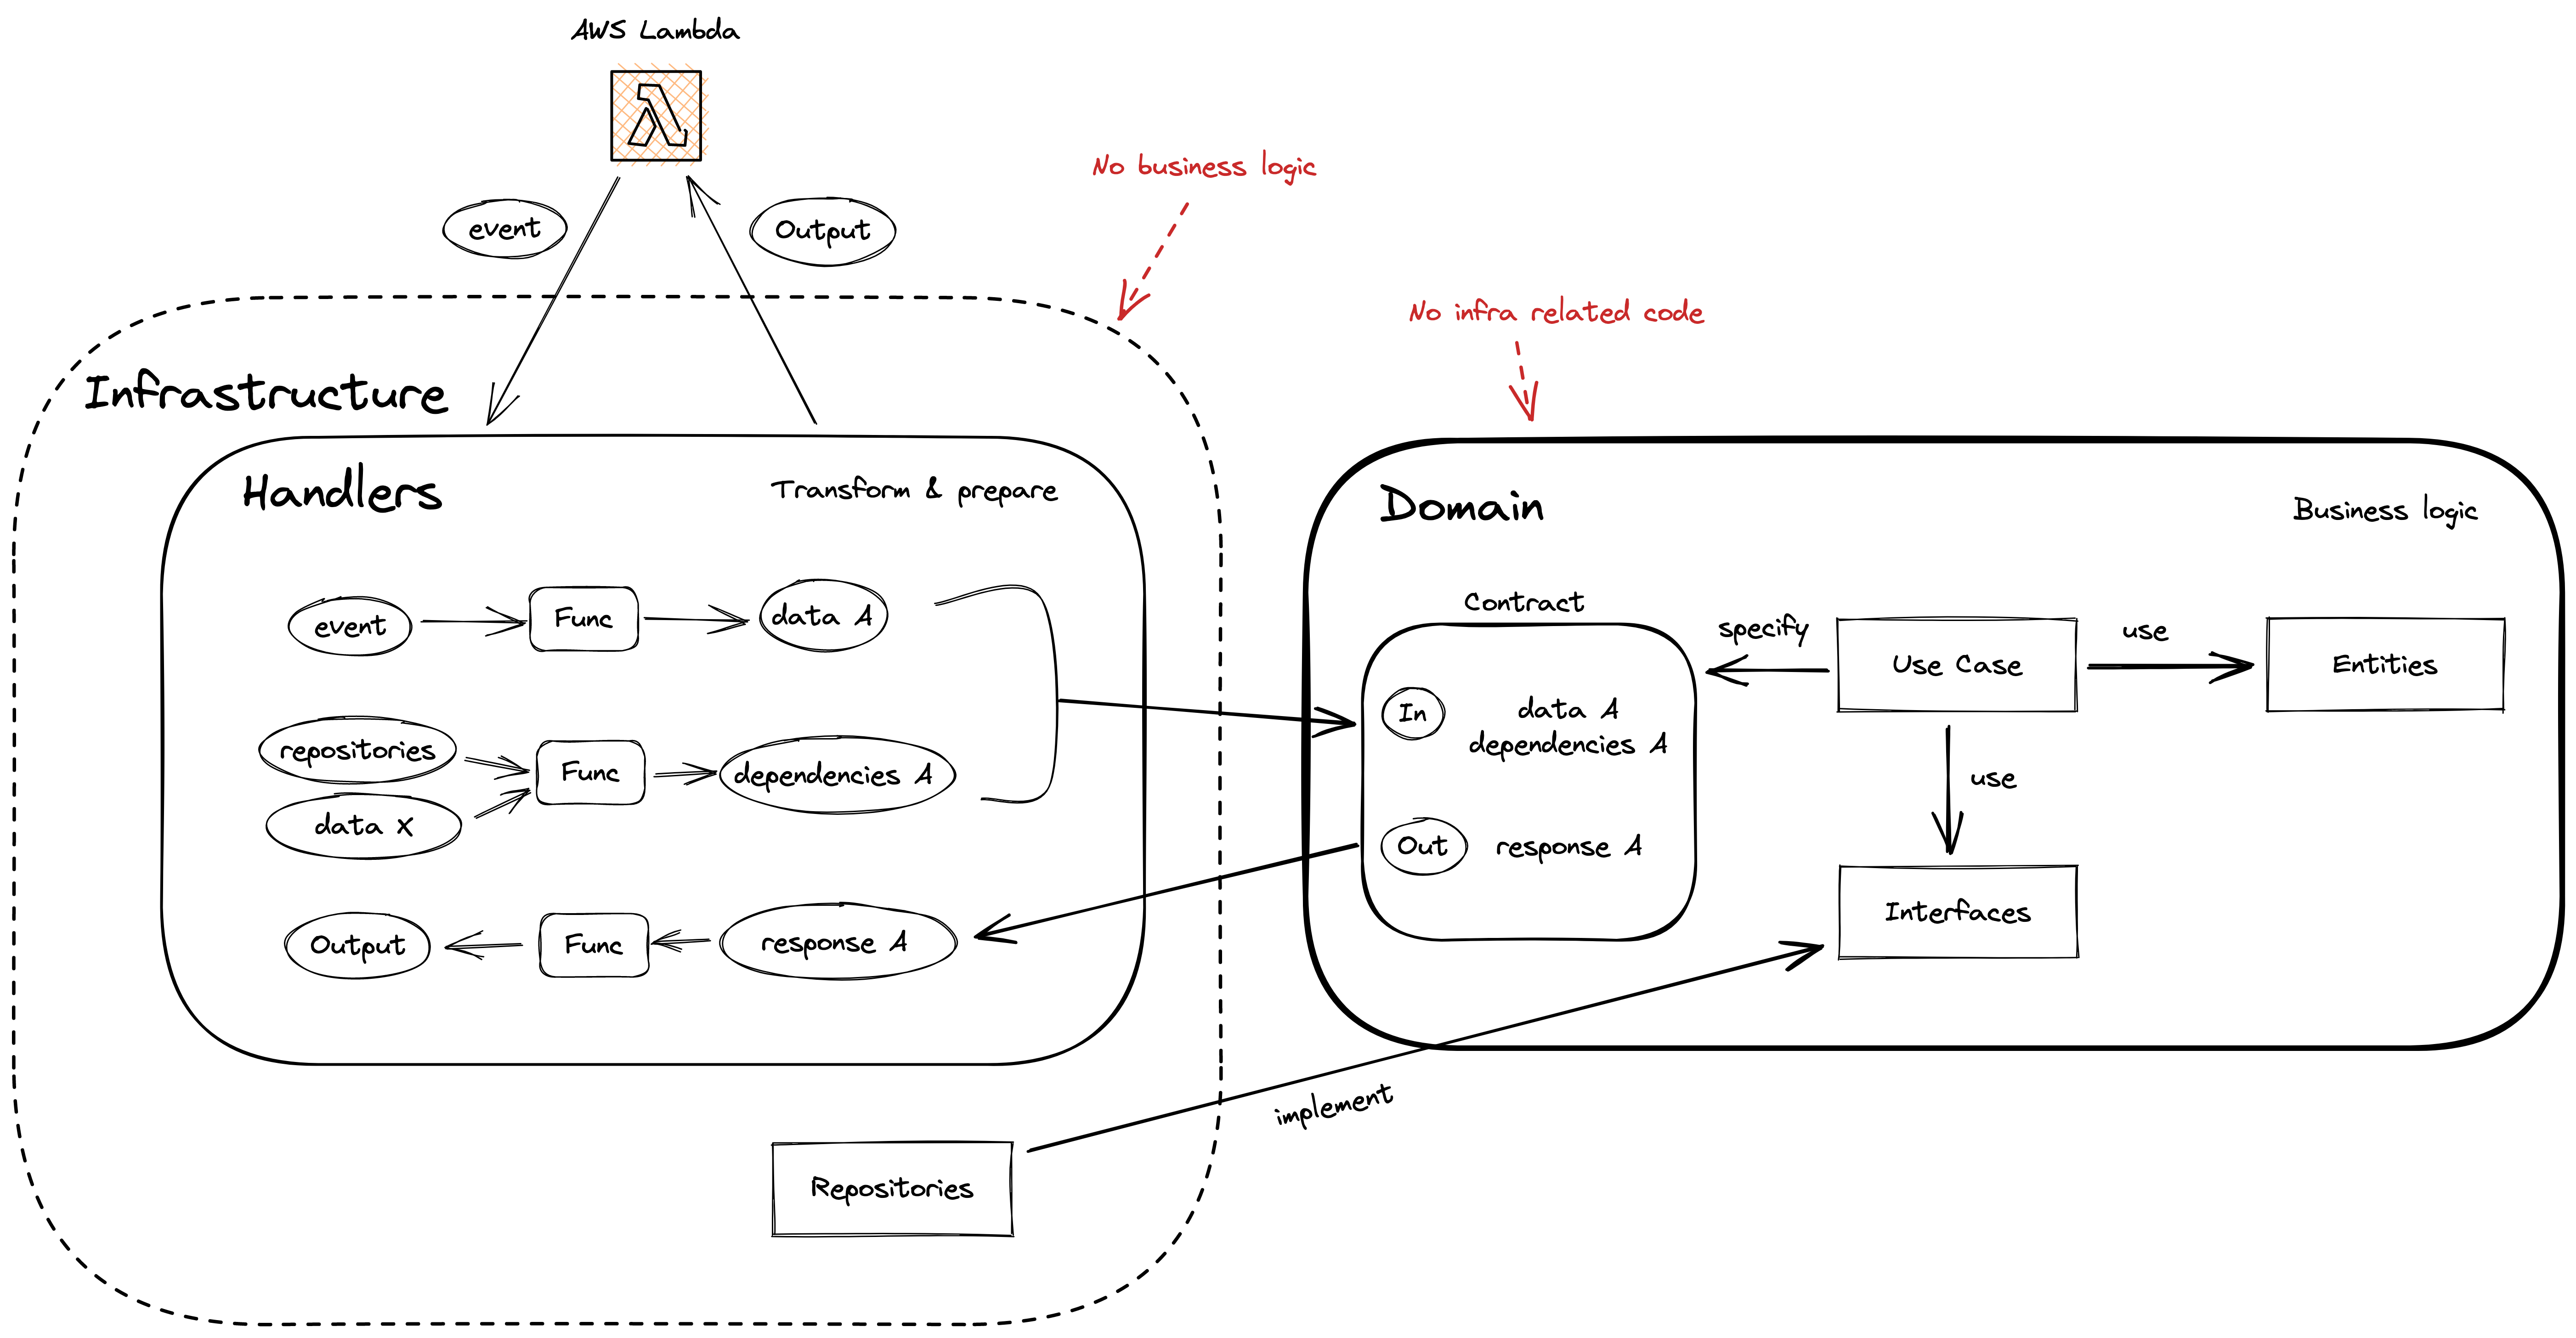 AWS Lambda
event
Output
No business logic
No infra related code
Infrastructure
Handlers
Transform & prepare
event
Func
data A
repositories
data X
Func
dependencies A
Output
Func
response A
Repositories
implement
Domain
Business logic
Contract
In
data A
dependencies A
Out
response A
specify
Use Case
use
Entities
use
Interfaces